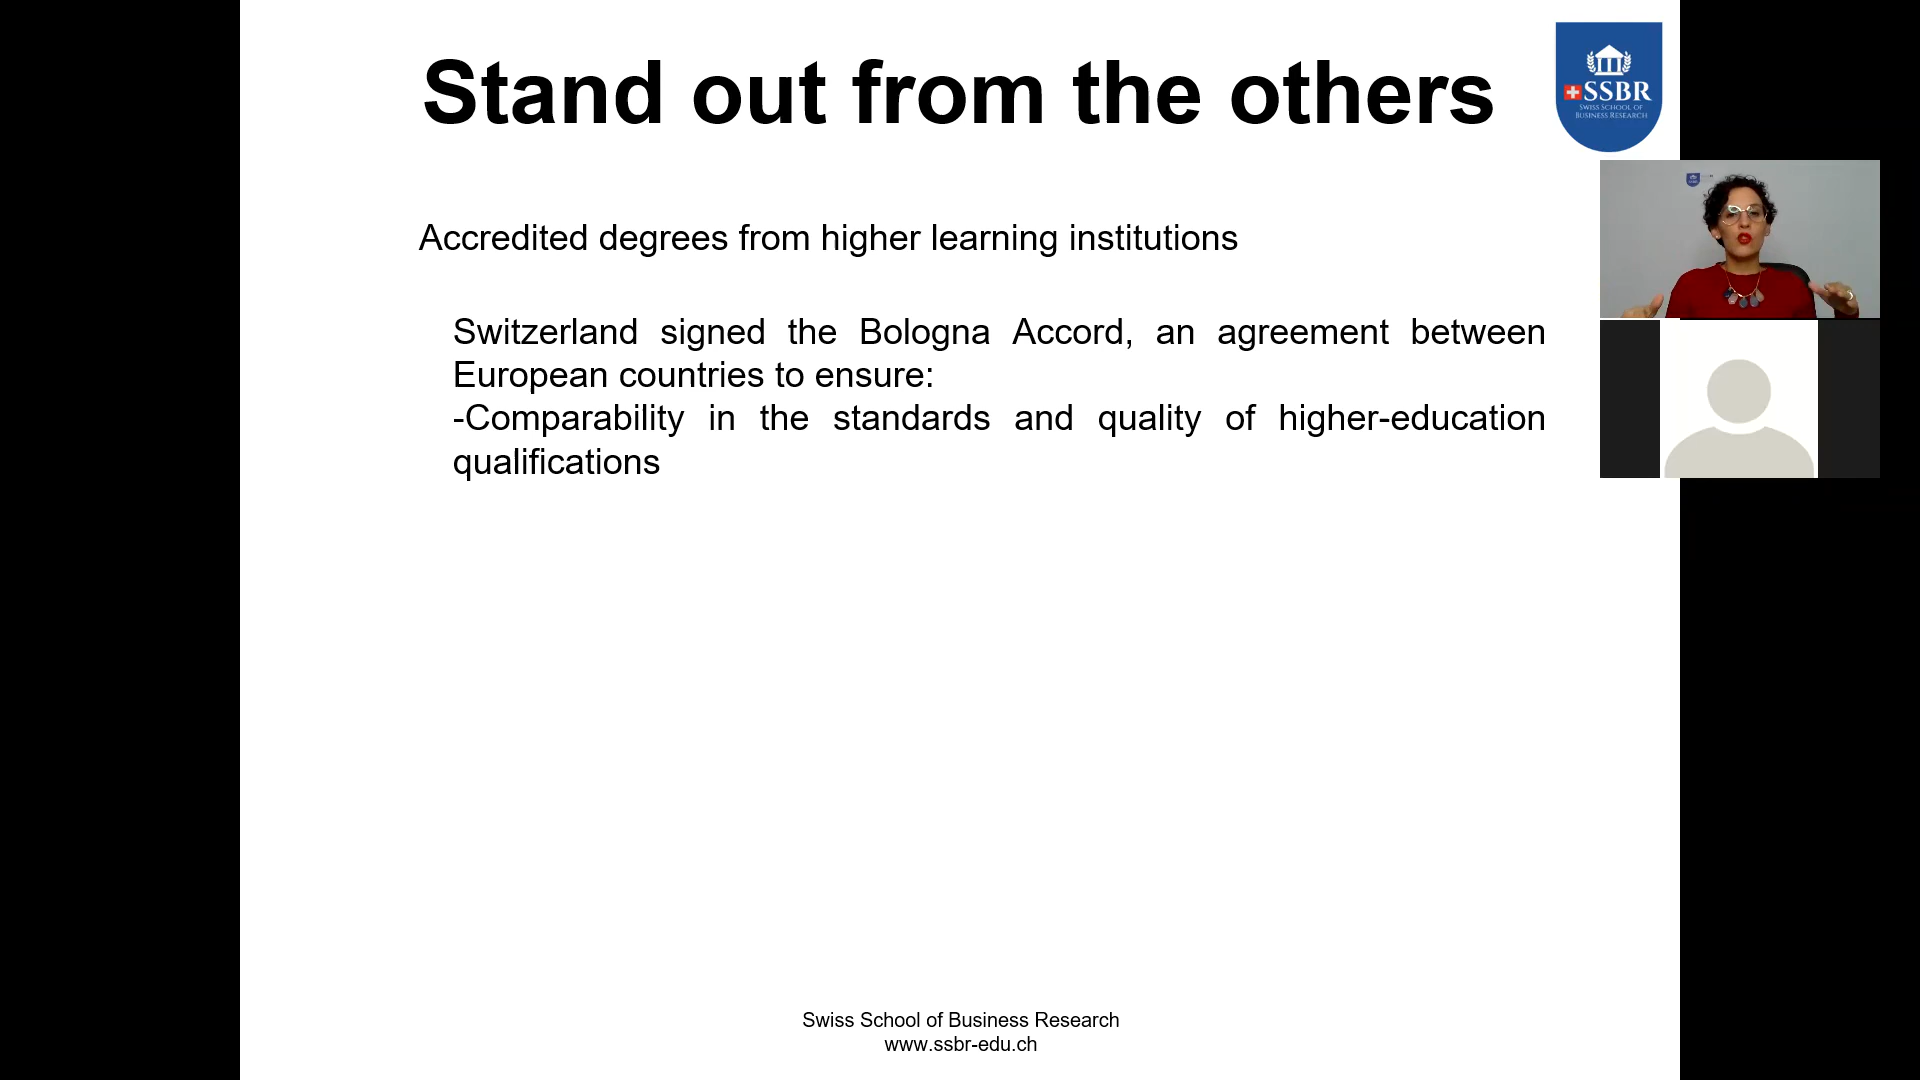 Stand out from the others
SSBR
SWISS SCHOOL OF
BUSINESS RESEARCH
Accredited degrees from higher learning institutions
Switzerland signed the Bologna Accord, an agreement between
European countries to ensure:
-Comparability in the standards and quality of higher-education
qualifications
Swiss School of Business Research
www.ssbr-edu.ch